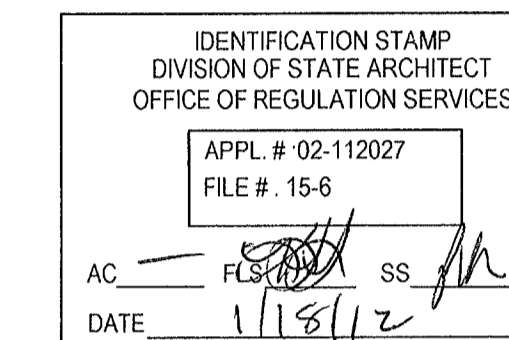 IDENTIFICATION STAMP
DIVISION OF STATE ARCHITECT
OFFICE OF REGULATION SERVICES
APPL. # 02-112027
FILE # . 15-6
AC — FLS SS
DATE 1/18/12